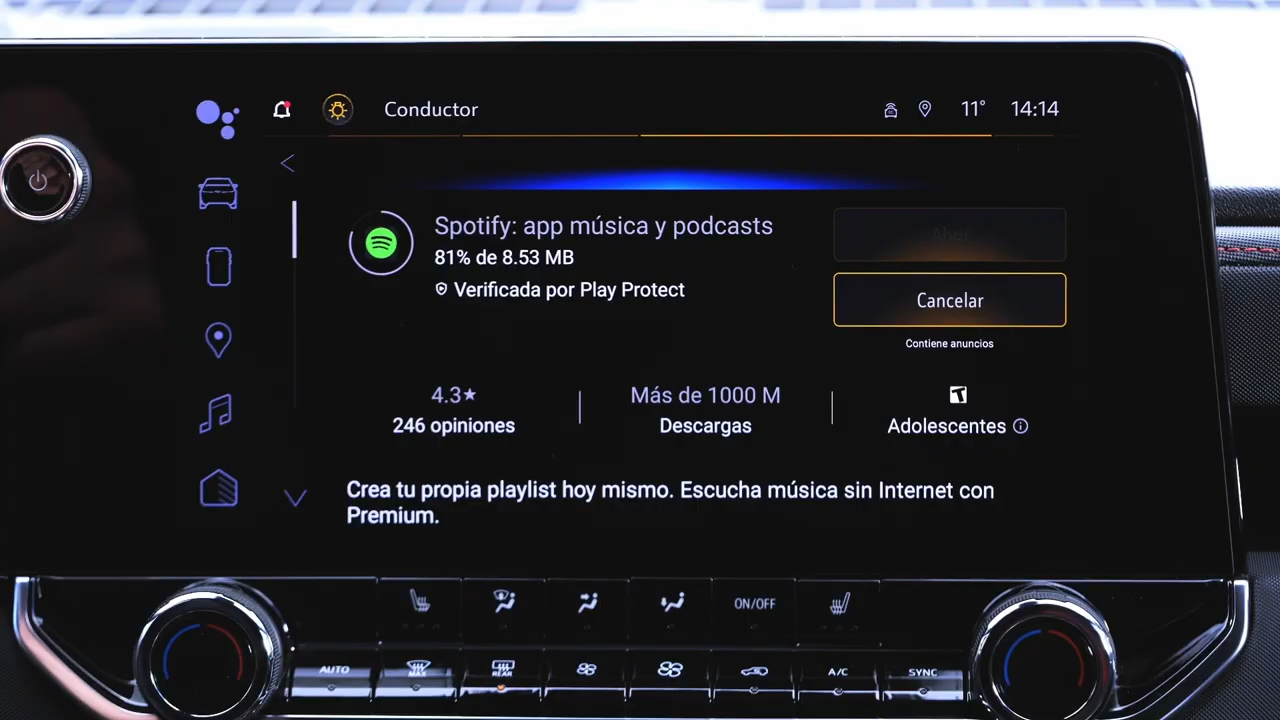 Conductor
11° 14:14
Spotify: app música y podcasts
81% de 8.53 MB
Verificada por Play Protect
Abrir
Cancelar
Contiene anuncios
4.3★
246 opiniones
Más de 1000 M
Descargas
T
Adolescentes
Crea tu propia playlist hoy mismo. Escucha música sin Internet con
Premium.
ON/OFF
AUTO
MAX
REAR
A/C
SYNC